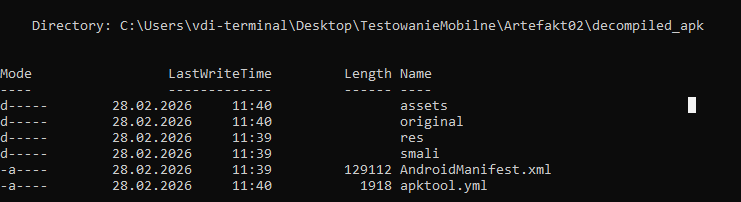 Directory: C:\Users\vdi-terminal\Desktop\TestowanieMobilne\Artefakt02\decompiled_apk
Mode                 LastWriteTime         Length Name
----                 -------------         ------ ----
d-----        28.02.2026     11:40                assets
d-----        28.02.2026     11:40                original
d-----        28.02.2026     11:39                res
d-----        28.02.2026     11:39                smali
-a----        28.02.2026     11:39         129112 AndroidManifest.xml
-a----        28.02.2026     11:40           1918 apktool.yml